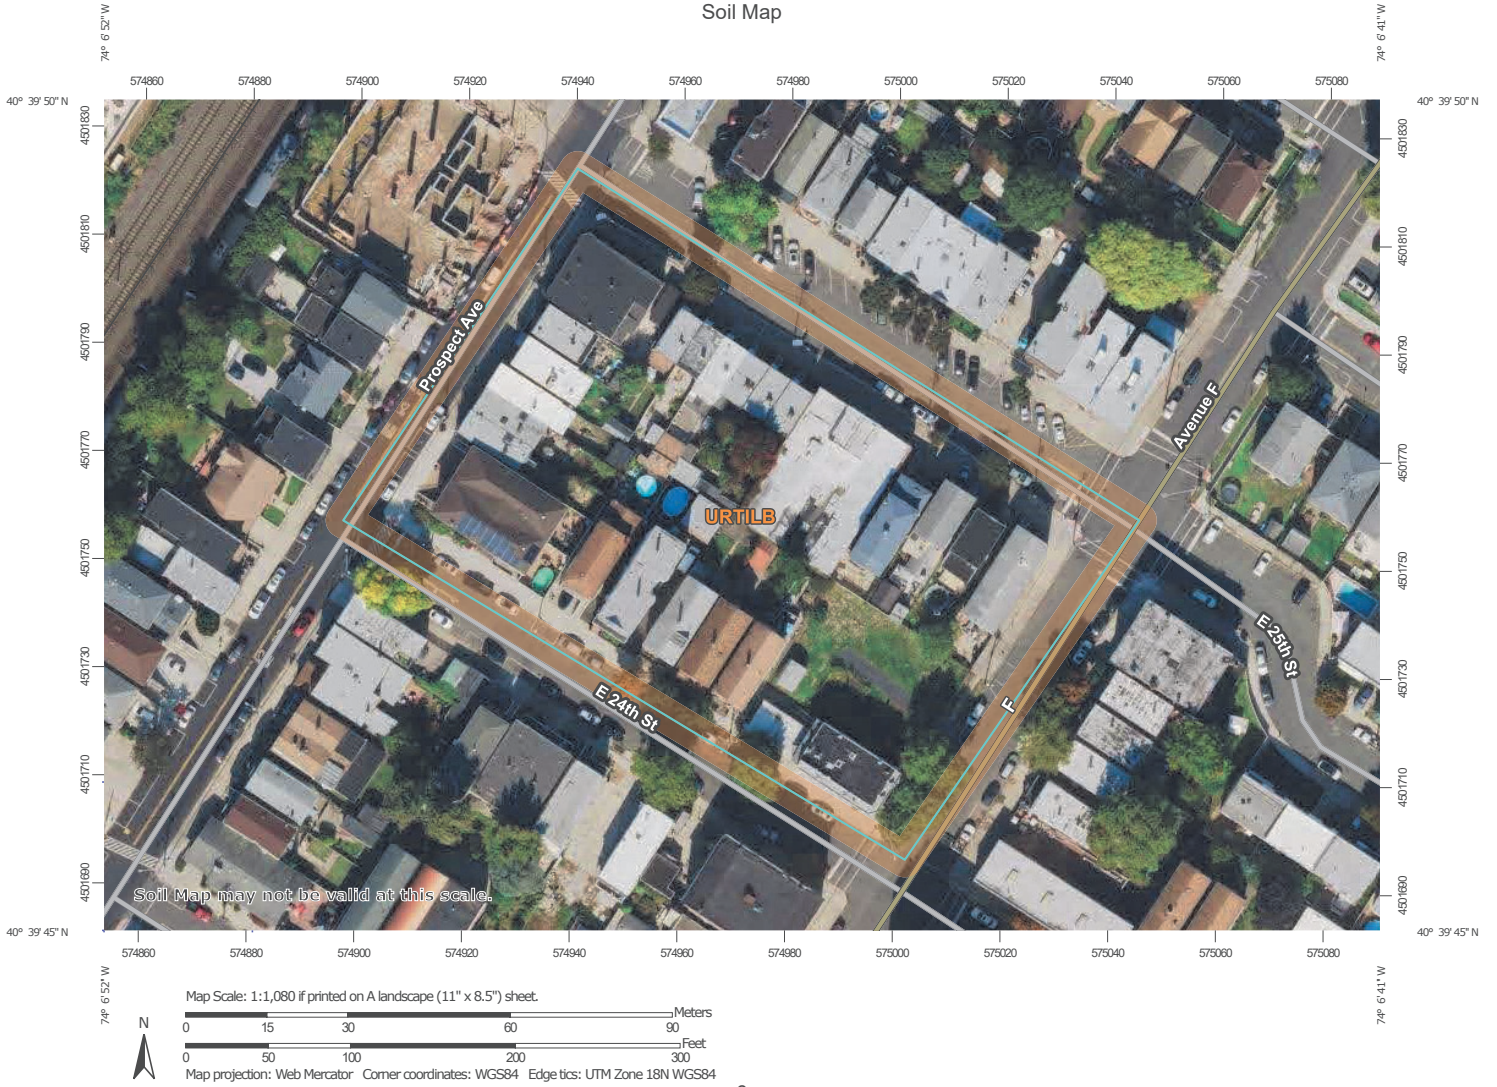 Soil Map
74° 6' 52'' W
74° 6' 41'' W
574860 574880 574900 574920 574940 574960 574980 575000 575020 575040 575060 575080
40° 39' 50'' N
40° 39' 50'' N
4501830
4501810
4501790
4501770
4501750
4501730
4501710
4501690
4501830
4501810
4501790
4501770
4501750
4501730
4501710
4501690
Prospect Ave
Avenue F
URTILB
E 25th St
E 24th St
F
Soil Map may not be valid at this scale.
40° 39' 45'' N
40° 39' 45'' N
574860 574880 574900 574920 574940 574960 574980 575000 575020 575040 575060 575080
74° 6' 52'' W
74° 6' 41'' W
Map Scale: 1:1,080 if printed on A landscape (11" x 8.5") sheet.
Meters
0 15 30 60 90
N
Feet
0 50 100 200 300
Map projection: Web Mercator Corner coordinates: WGS84 Edge tics: UTM Zone 18N WGS84